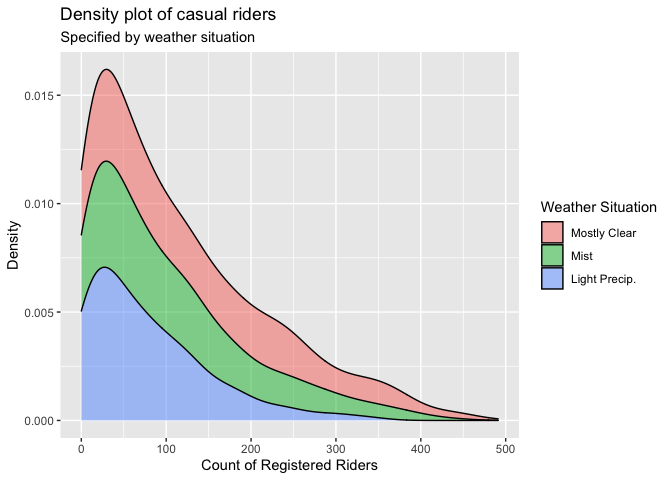 Density plot of casual riders
Specified by weather situation
0.015
0.010
0.005
0.000
Density
0 100 200 300 400 500
Count of Registered Riders
Weather Situation
Mostly Clear
Mist
Light Precip.